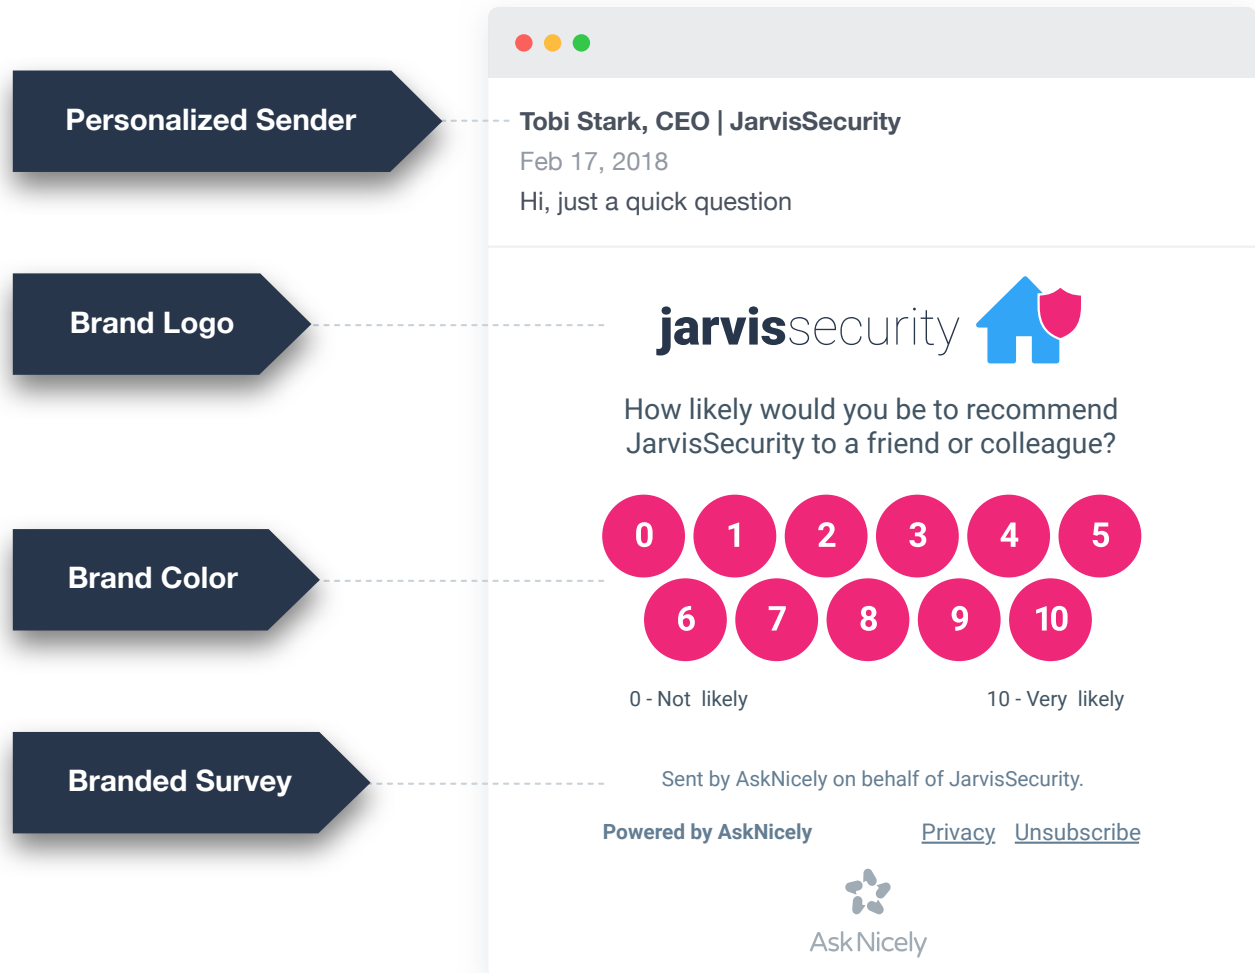 Personalized Sender
Tobi Stark, CEO | JarvisSecurity
Feb 17, 2018
Hi, just a quick question
Brand Logo
jarvissecurity
How likely would you be to recommend
JarvisSecurity to a friend or colleague?
0 1 2 3 4 5
Brand Color
6 7 8 9 10
0 - Not likely 10 - Very likely
Branded Survey
Sent by AskNicely on behalf of JarvisSecurity.
Powered by AskNicely Privacy Unsubscribe
AskNicely